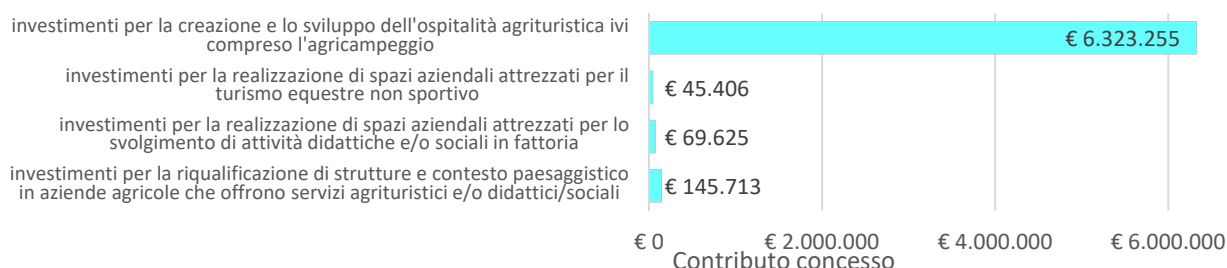 investimenti per la creazione e lo sviluppo dell'ospitalità agrituristica ivi
compreso l'agricampeggio
€ 6.323.255
investimenti per la realizzazione di spazi aziendali attrezzati per il
turismo equestre non sportivo
€ 45.406
investimenti per la realizzazione di spazi aziendali attrezzati per lo
svolgimento di attività didattiche e/o sociali in fattoria
€ 69.625
investimenti per la riqualificazione di strutture e contesto paesaggistico
in aziende agricole che offrono servizi agrituristici e/o didattici/sociali
€ 145.713
€ 0 € 2.000.000 € 4.000.000 € 6.000.000
Contributo concesso